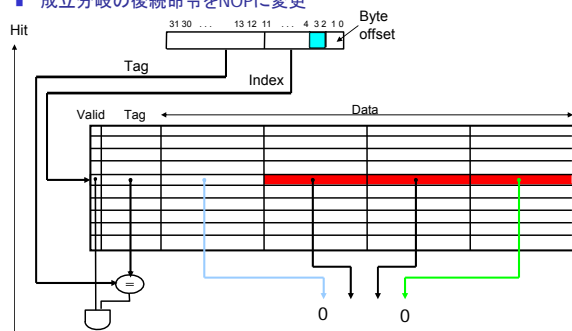 ■ 成立分岐の後続命令をNOPに変更
Hit
31 30 . . . 13 12 11 . . . 4 3 2 1 0
Byte
offset
Tag
Index
Valid Tag Data
=
0 0